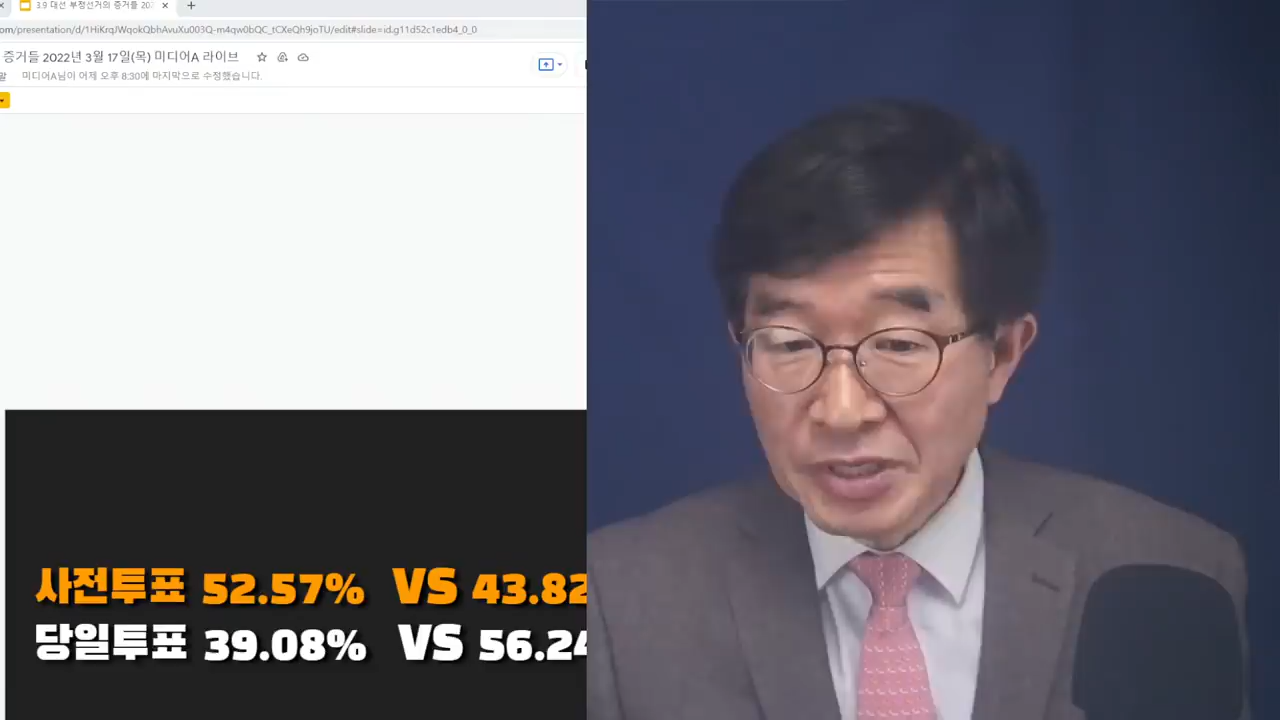 3.9 대선 부정선거의 증거들 202
com/presentation/d/1HiKrqJWqokQbhAvuXu003Q-m4qw0bQC_tCXeQh9joTU/edit#slide=id.g11d52c1edb4_0_0
증거들 2022년 3월 17일(목) 미디어A 라이브
말 미디어A님이 어제 오후 8:30에 마지막으로 수정했습니다.
사전투표 52.57% VS 43.82
당일투표 39.08% VS 56.24